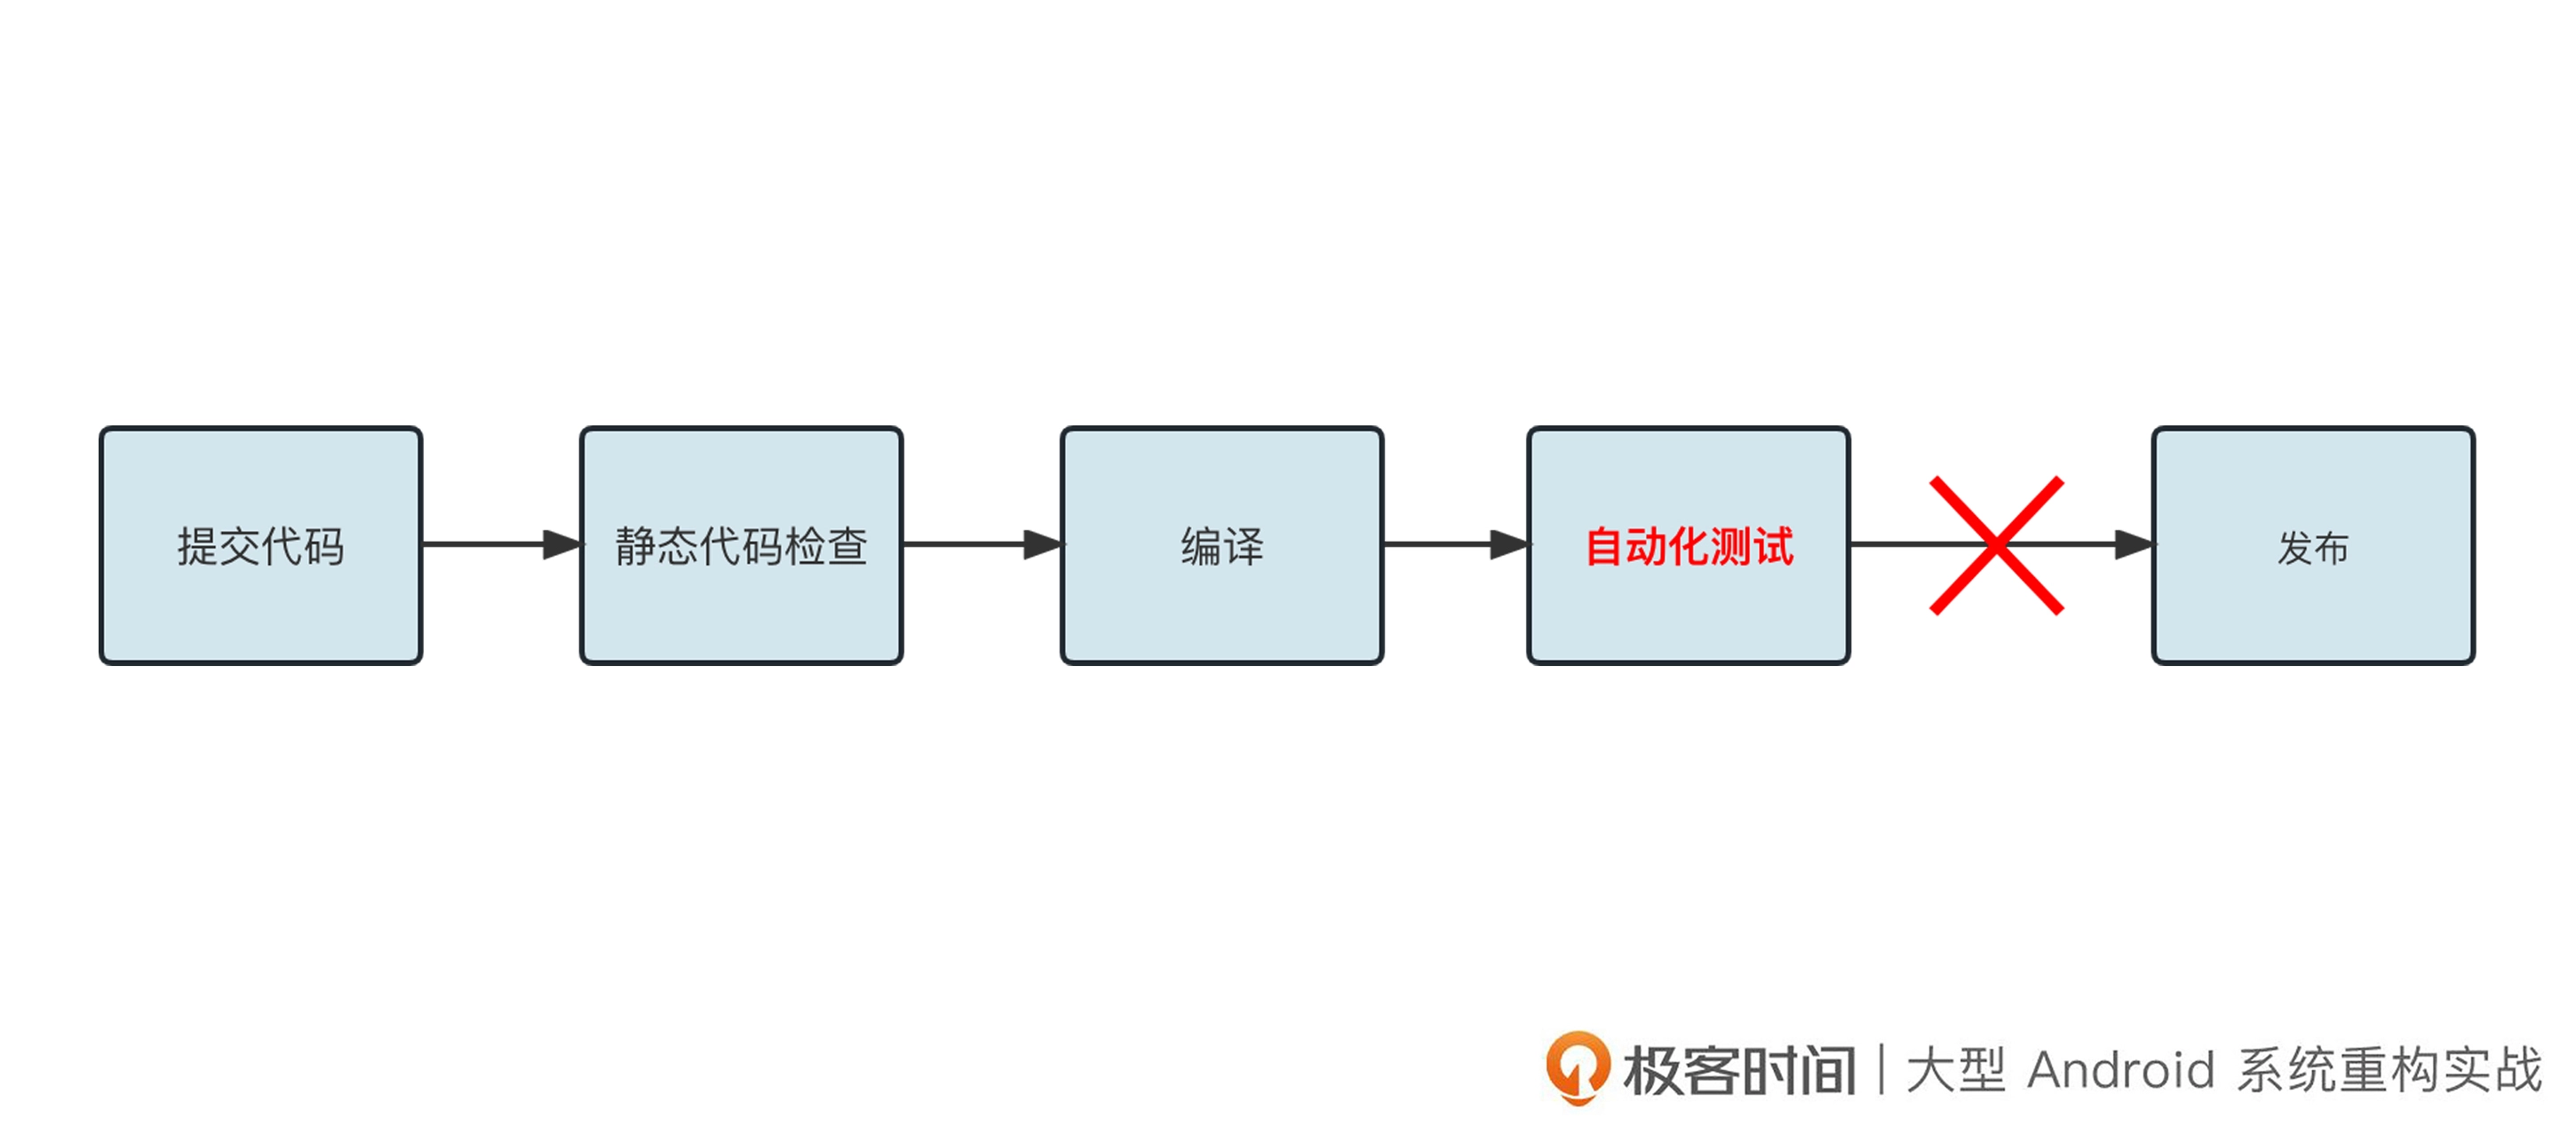 提交代码
静态代码检查
编译
自动化测试
发布
极客时间 | 大型 Android 系统重构实战